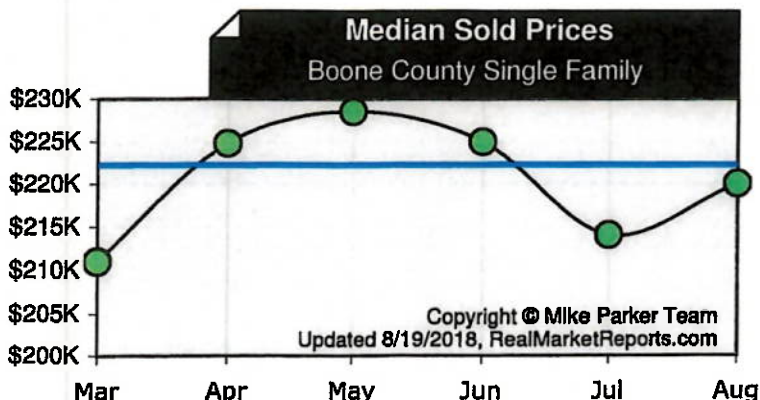 Median Sold Prices
Boone County Single Family
$230K
$225K
$220K
$215K
$210K
$205K
$200K
Copyright © Mike Parker Team
Updated 8/19/2018, RealMarketReports.com
Mar Apr May Jun Jul Aug